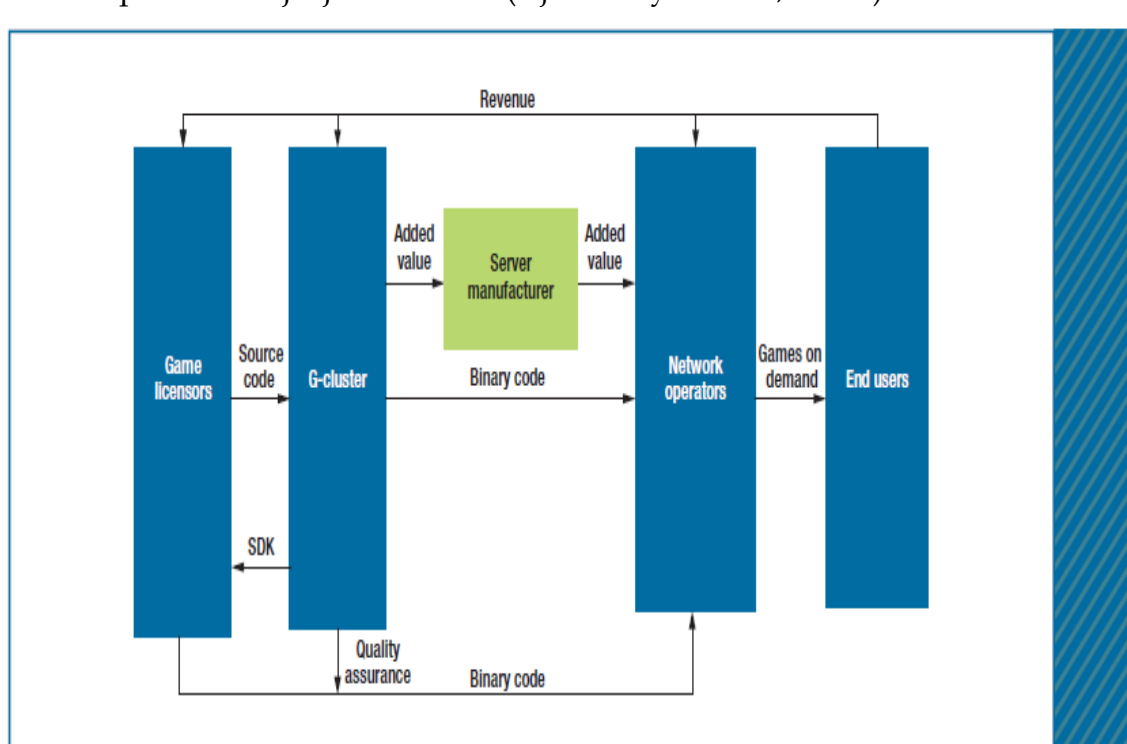 Revenue
Added
value
Server
manufacturer
Added
value
Game
licensors
Source
code
G-cluster
Binary code
Network
operators
Games on
demand
End users
SDK
Quality
assurance
Binary code